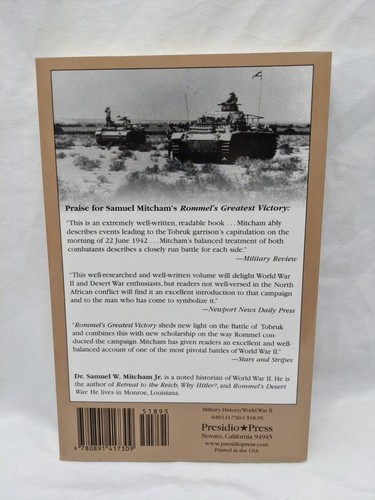 Praise for Samuel Mitcham's Rommel's Greatest Victory:
"This is an extremely well-written, readable book . . . Mitcham ably
describes events leading to the Tobruk garrison's capitulation on the
morning of 22 June 1942 . . . Mitcham's balanced treatment of both
combatants describes a closely run battle for each side."
—Military Review
"This well-researched and well-written volume will delight World War
II and Desert War enthusiasts, but readers not well-versed in the North
African conflict will find it an excellent introduction to that campaign
and to the man who has come to symbolize it."
—Newport News Daily Press
"Rommel's Greatest Victory sheds new light on the Battle of Tobruk
and combines this with new scholarship on the way Rommel con-
ducted the campaign. Mitcham has given readers an excellent and well-
balanced account of one of the most pivotal battles of World War II."
—Stars and Stripes
Dr. Samuel W. Mitcham Jr. is a noted historian of World War II. He is
the author of Retreat to the Reich, Why Hitler?, and Rommel's Desert
War. He lives in Monroe, Louisiana.
51895
9780891417309
Military History/World War II
0-89141-730-3 $18.95
Presidio★Press
Novato, California 94945
www.presidiopress.com
Printed in the USA